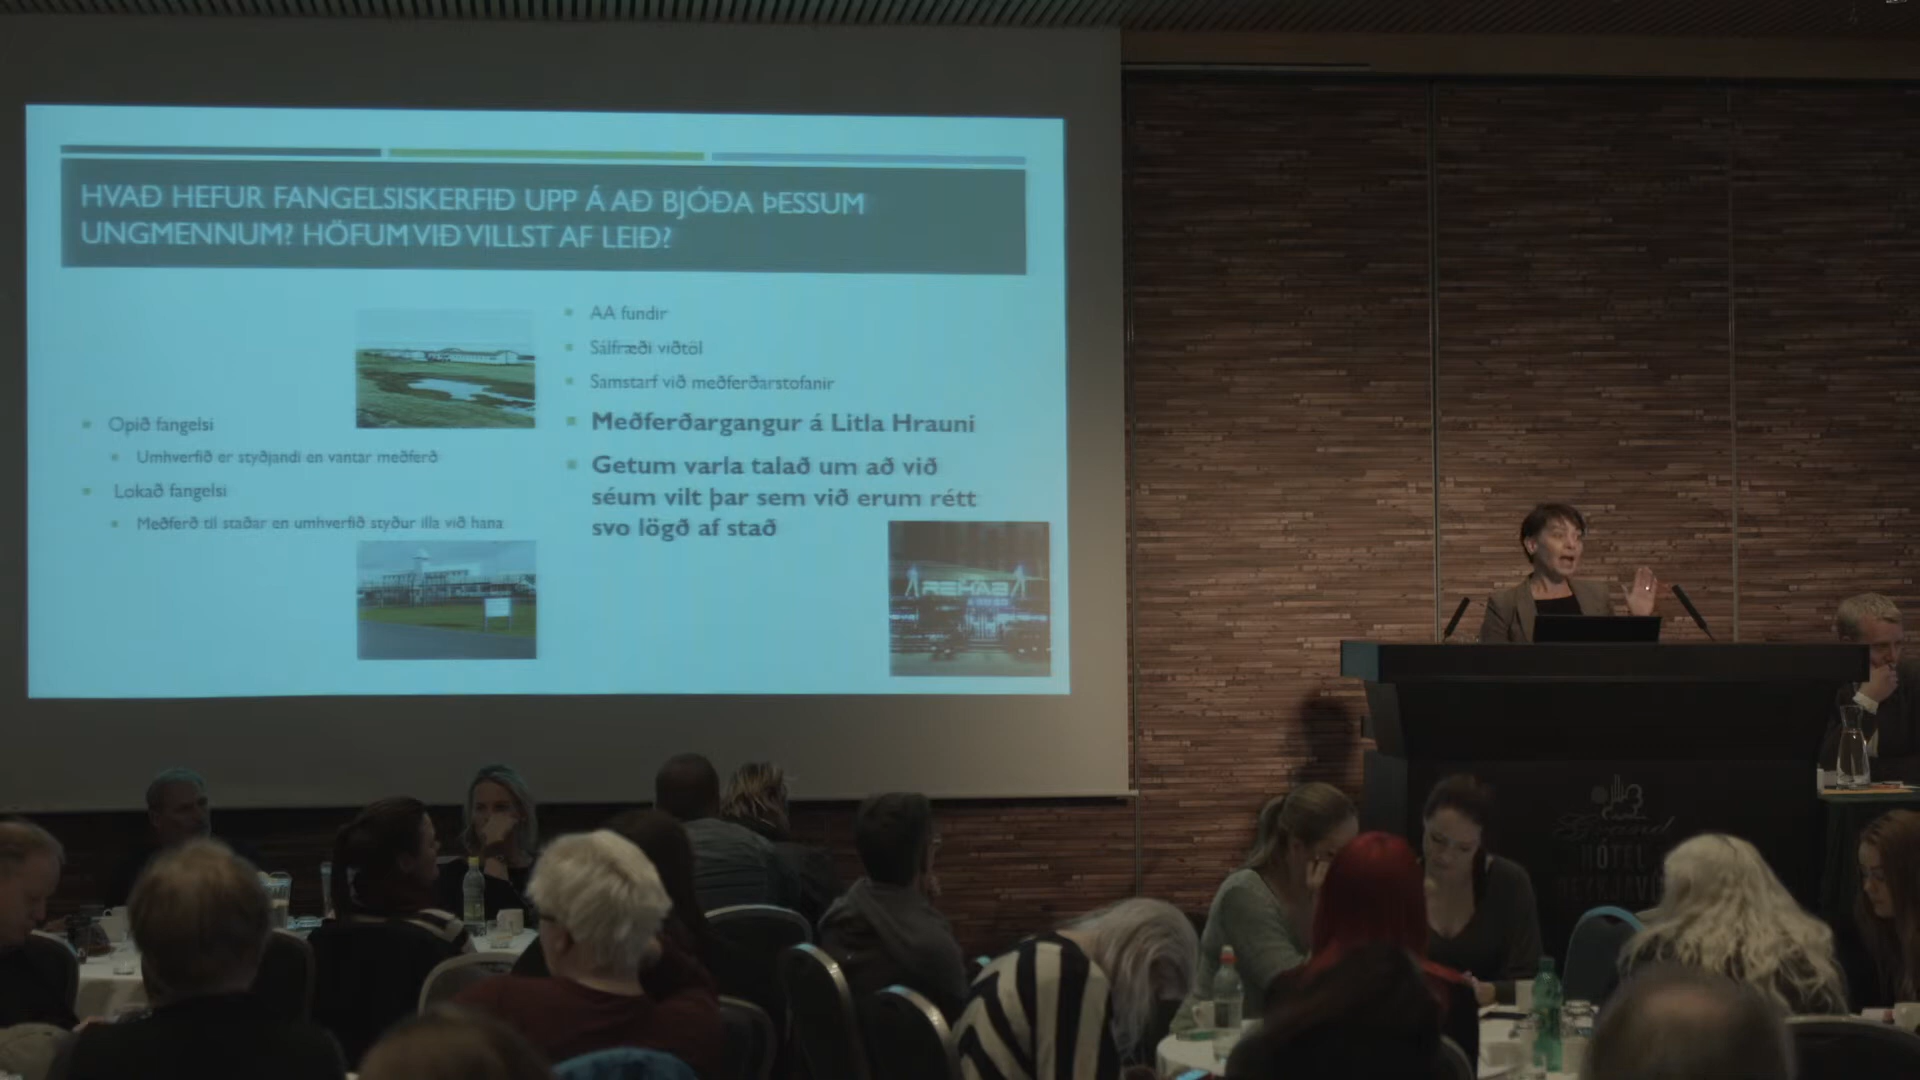 HVAÐ HEFUR FANGELSISKERFIÐ UPP Á AÐ BJÓÐA ÞESSUM
UNGMENNUM? HÖFUM VIÐ VILLST AF LEIÐ?
Opið fangelsi
Umhverfið er styðjandi en vantar meðferð
Lokað fangelsi
Meðferð til staðar en umhverfið styður illa við hana
AA fundir
Sálfræði viðtöl
Samstarf við meðferðarstofanir
Meðferðargangur á Litla Hrauni
Getum varla talað um að við
séum vilt þar sem við erum rétt
svo lögð af stað
REHAB
Grand
HÓTEL
REYKJAVÍK